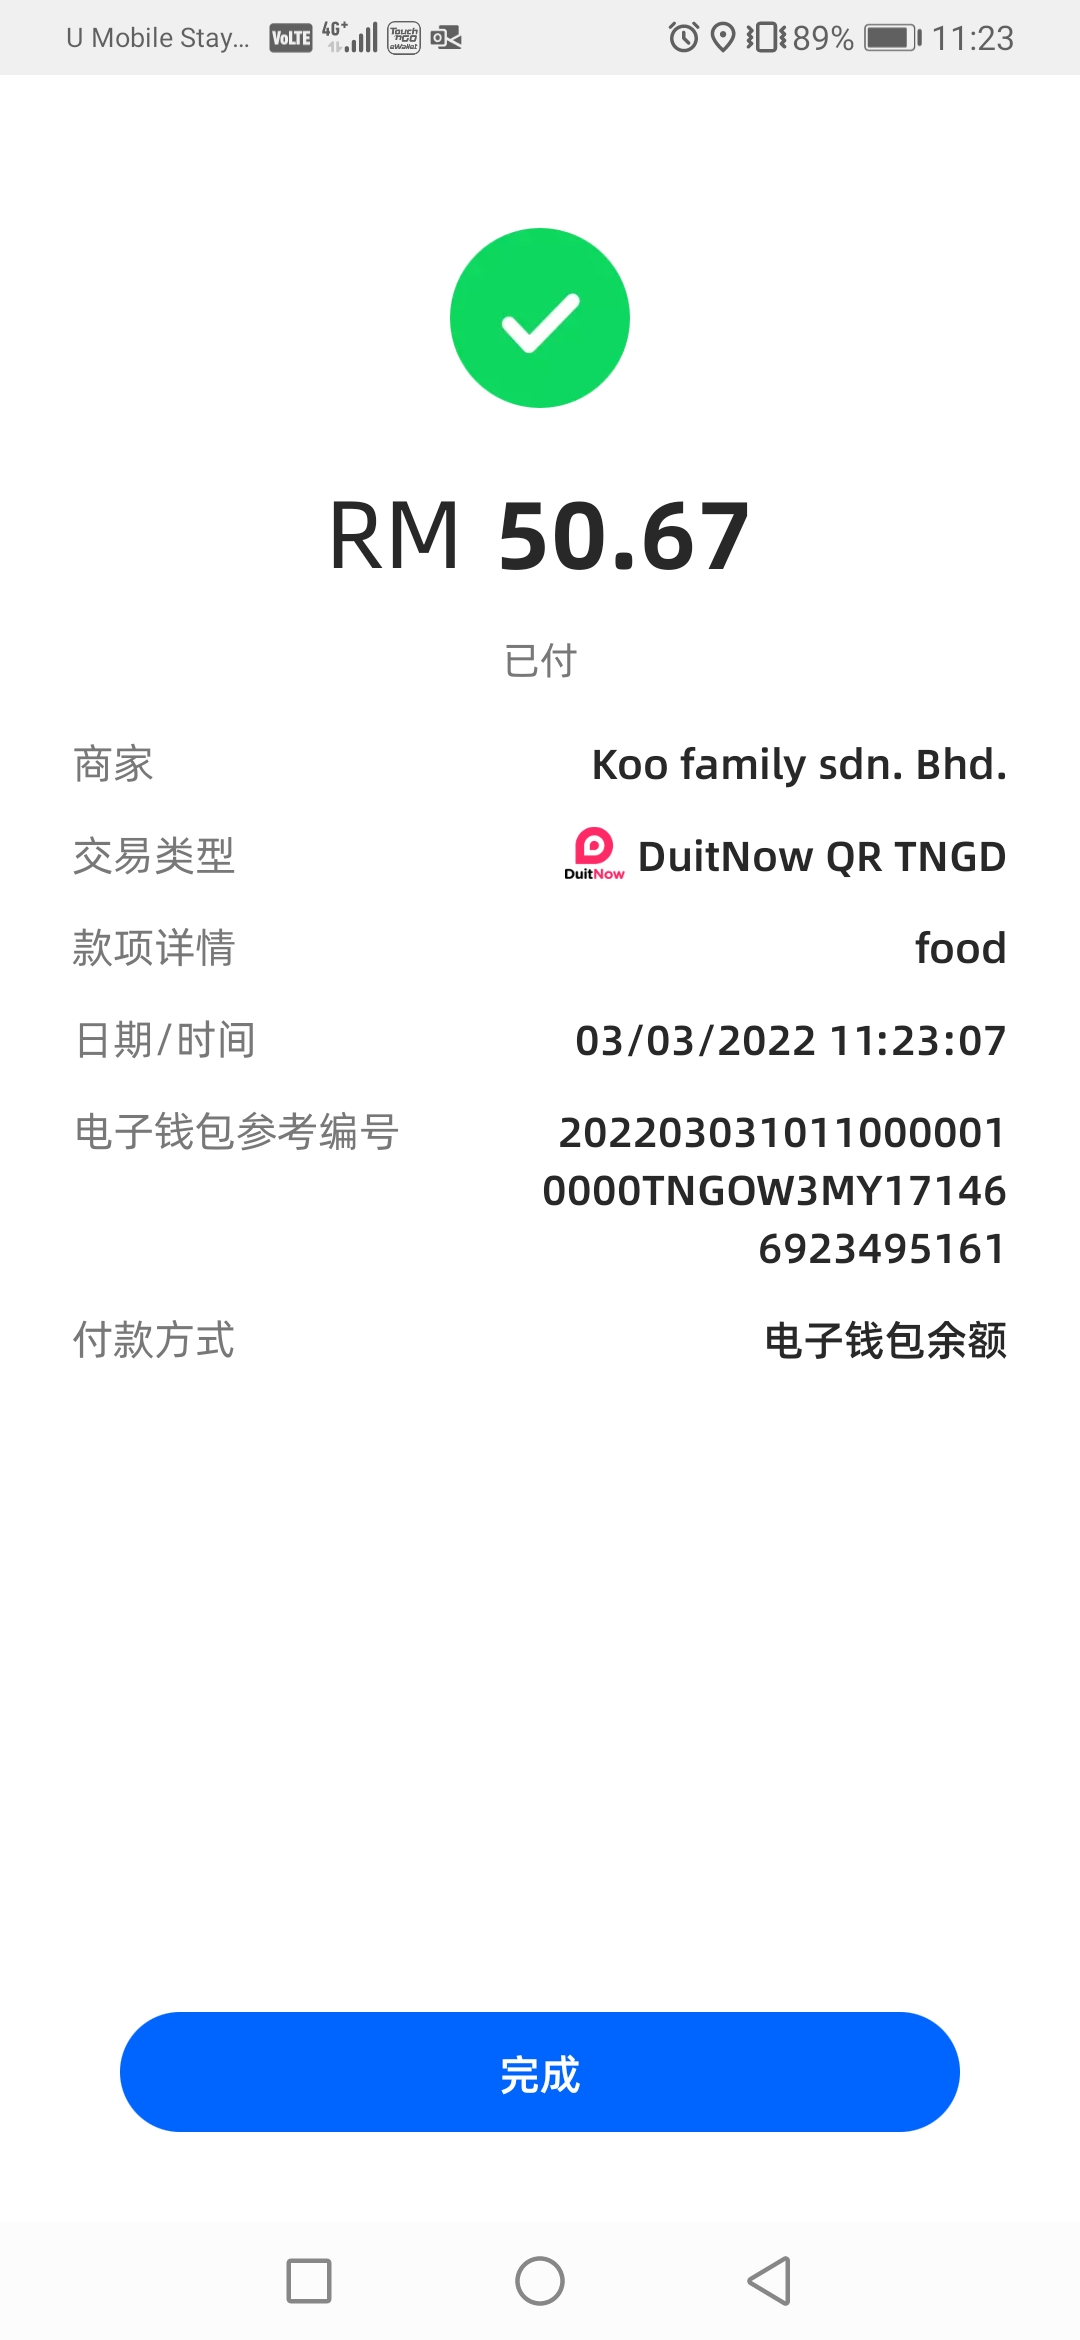 U Mobile Stay... VoLTE 4G+ Touch 'n GO eWallet 89% 11:23
RM 50.67
已付
商家 Koo family sdn. Bhd.
交易类型 DuitNow DuitNow QR TNGD
款项详情 food
日期/时间 03/03/2022 11:23:07
电子钱包参考编号 202203031011000001
0000TNGOW3MY17146
6923495161
付款方式 电子钱包余额
完成